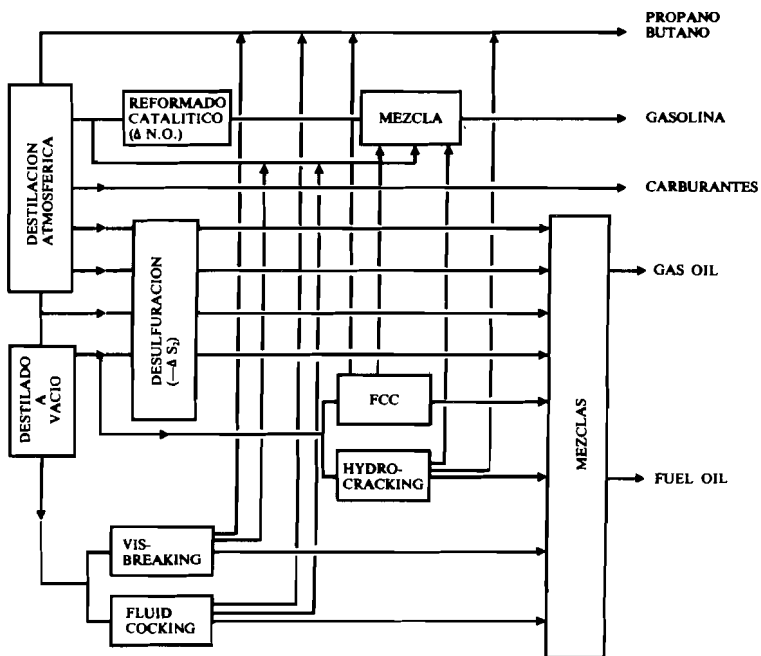 PROPANO
BUTANO
REFORMADO
CATALITICO
(Δ N.O.)
MEZCLA
GASOLINA
DESTILACION
ATMOSFERICA
CARBURANTES
DESULFURACION
(—Δ S₂)
GAS OIL
DESTILADO
A
VACIO
FCC
MEZCLAS
HYDRO-
CRACKING
FUEL OIL
VIS-
BREAKING
FLUID
COCKING